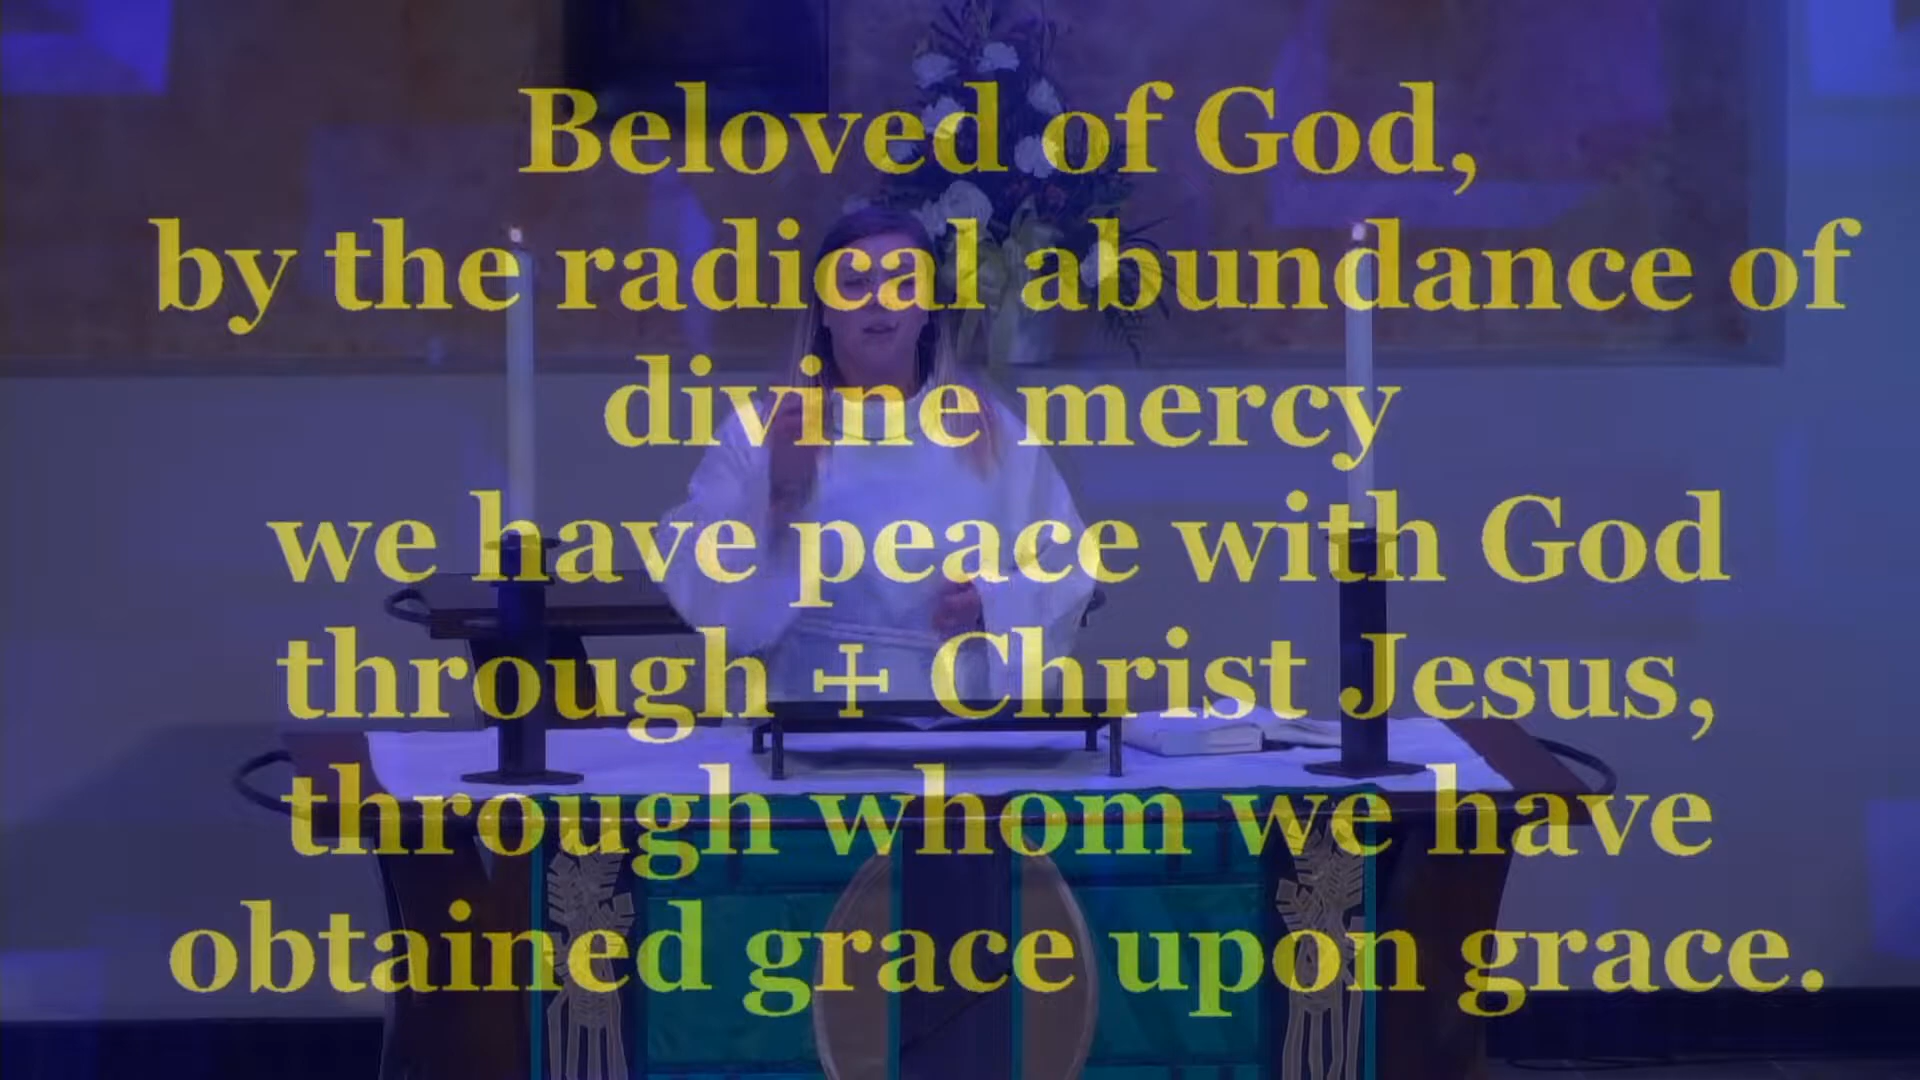 Beloved of God,
by the radical abundance of
divine mercy
we have peace with God
through ☩ Christ Jesus,
through whom we have
obtained grace upon grace.